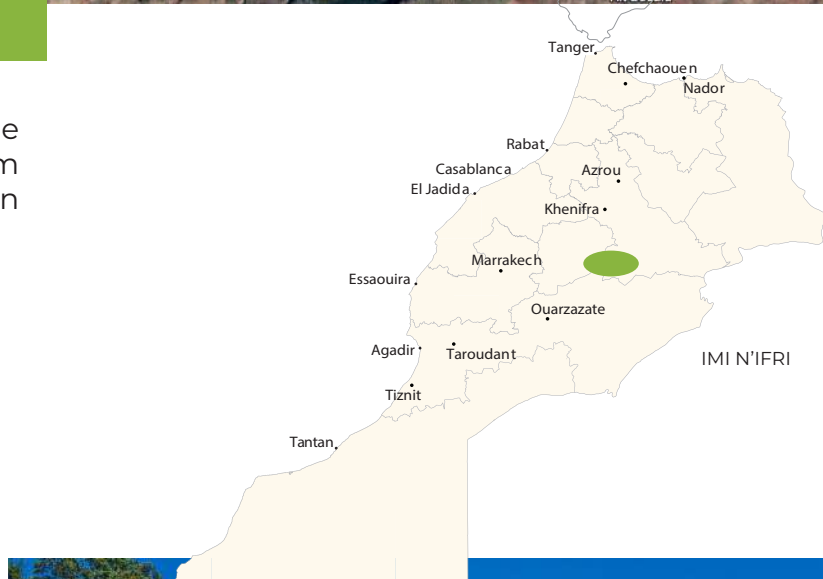 e
m
n
Tanger
Chefchaouen
Nador
Rabat
Casablanca
Azrou
El Jadida
Khenifra
Marrakech
Essaouira
Ouarzazate
Agadir
Taroudant
IMI N'IFRI
Tiznit
Tantan